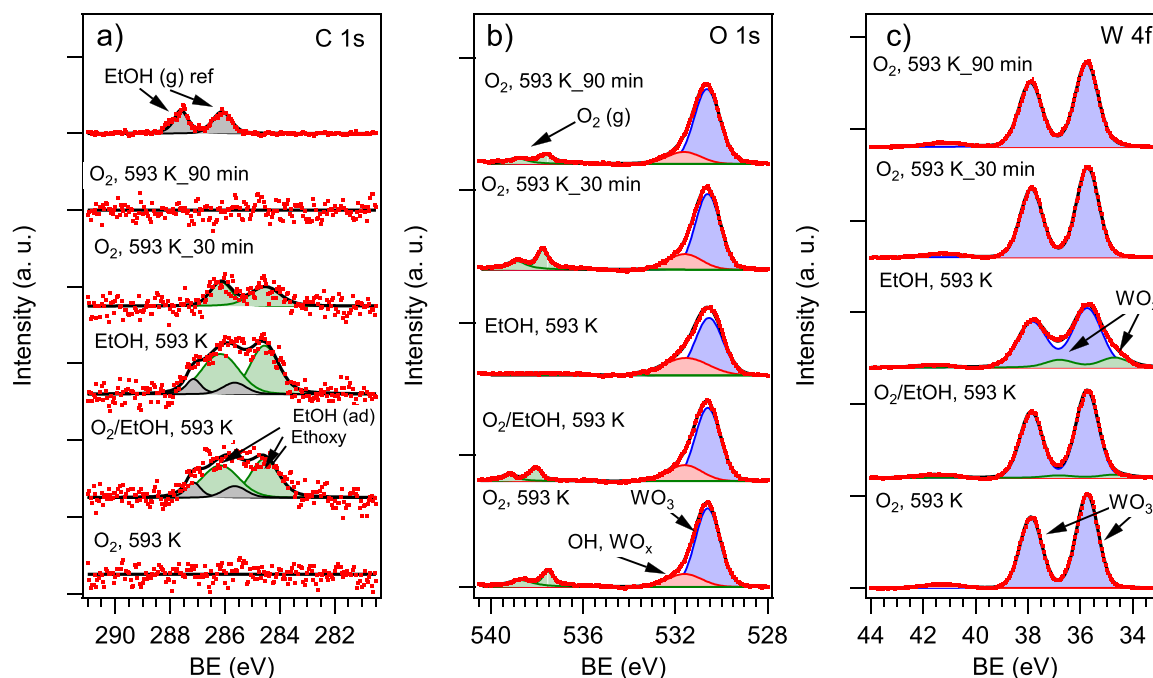 a)
C 1s
EtOH (g) ref
O₂, 593 K_90 min
O₂, 593 K_30 min
EtOH, 593 K
O₂/EtOH, 593 K
EtOH (ad)
Ethoxy
O₂, 593 K
Intensity (a. u.)
290 288 286 284 282
BE (eV)
b)
O 1s
O₂, 593 K_90 min
O₂ (g)
O₂, 593 K_30 min
EtOH, 593 K
O₂/EtOH, 593 K
O₂, 593 K
WO₃
OH, WOₓ
Intensity (a. u.)
540 536 532 528
BE (eV)
c)
W 4f
O₂, 593 K_90 min
O₂, 593 K_30 min
EtOH, 593 K
WO
O₂/EtOH, 593 K
O₂, 593 K
WO₃
Intensity (a. u.)
44 42 40 38 36 34
BE (eV)